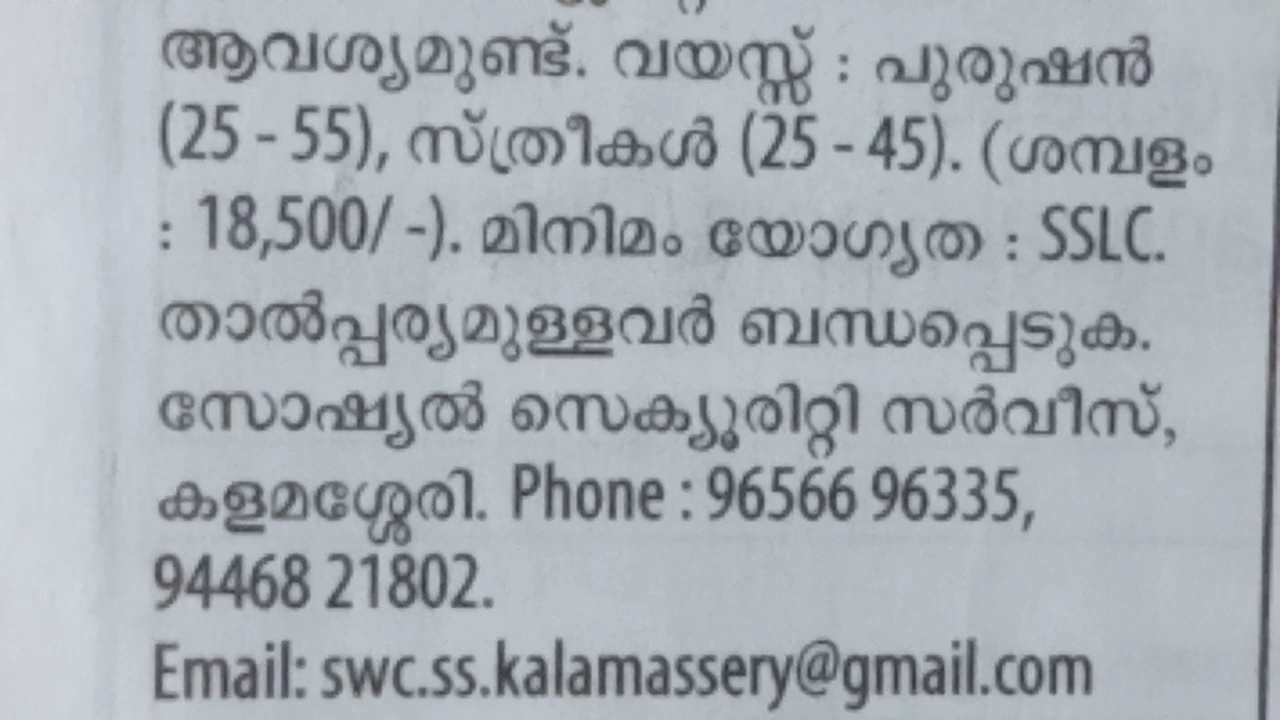 ആവശ്യമുണ്ട്. വയസ്സ് : പുരുഷൻ
(25 - 55), സ്ത്രീകൾ (25 - 45). (ശമ്പളം
: 18,500/ -). മിനിമം യോഗ്യത : SSLC.
താൽപ്പര്യമുള്ളവർ ബന്ധപ്പെടുക.
സോഷ്യൽ സെക്യൂരിറ്റി സർവീസ്,
കളമശ്ശേരി. Phone : 96566 96335,
94468 21802.
Email: swc.ss.kalamassery@gmail.com